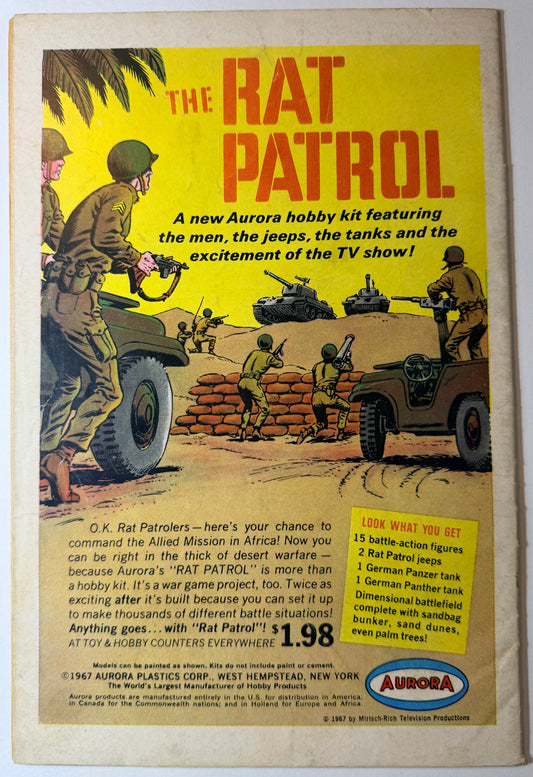 THE RAT
PATROL
A new Aurora hobby kit featuring
the men, the jeeps, the tanks and the
excitement of the TV show!
O.K. Rat Patrolers—here's your chance to
command the Allied Mission in Africa! Now you
can be right in the thick of desert warfare—
because Aurora's "RAT PATROL" is more than
a hobby kit. It's a war game project, too. Twice as
exciting after it's built because you can set it up
to make thousands of different battle situations!
Anything goes...with "Rat Patrol"! $1.98
AT TOY & HOBBY COUNTERS EVERYWHERE
LOOK WHAT YOU GET
15 battle-action figures
2 Rat Patrol jeeps
1 German Panzer tank
1 German Panther tank
Dimensional battlefield
complete with sandbag
bunker, sand dunes,
even palm trees!
Models can be painted as shown. Kits do not include paint or cement.
©1967 AURORA PLASTICS CORP., WEST HEMPSTEAD, NEW YORK
The World's Largest Manufacturer of Hobby Products
Aurora products are manufactured entirely in the U.S. for distribution in America;
in Canada for the Commonwealth nations; and in Holland for Europe and Africa.
AURORA
© 1967 by Mirisch-Rich Television Productions